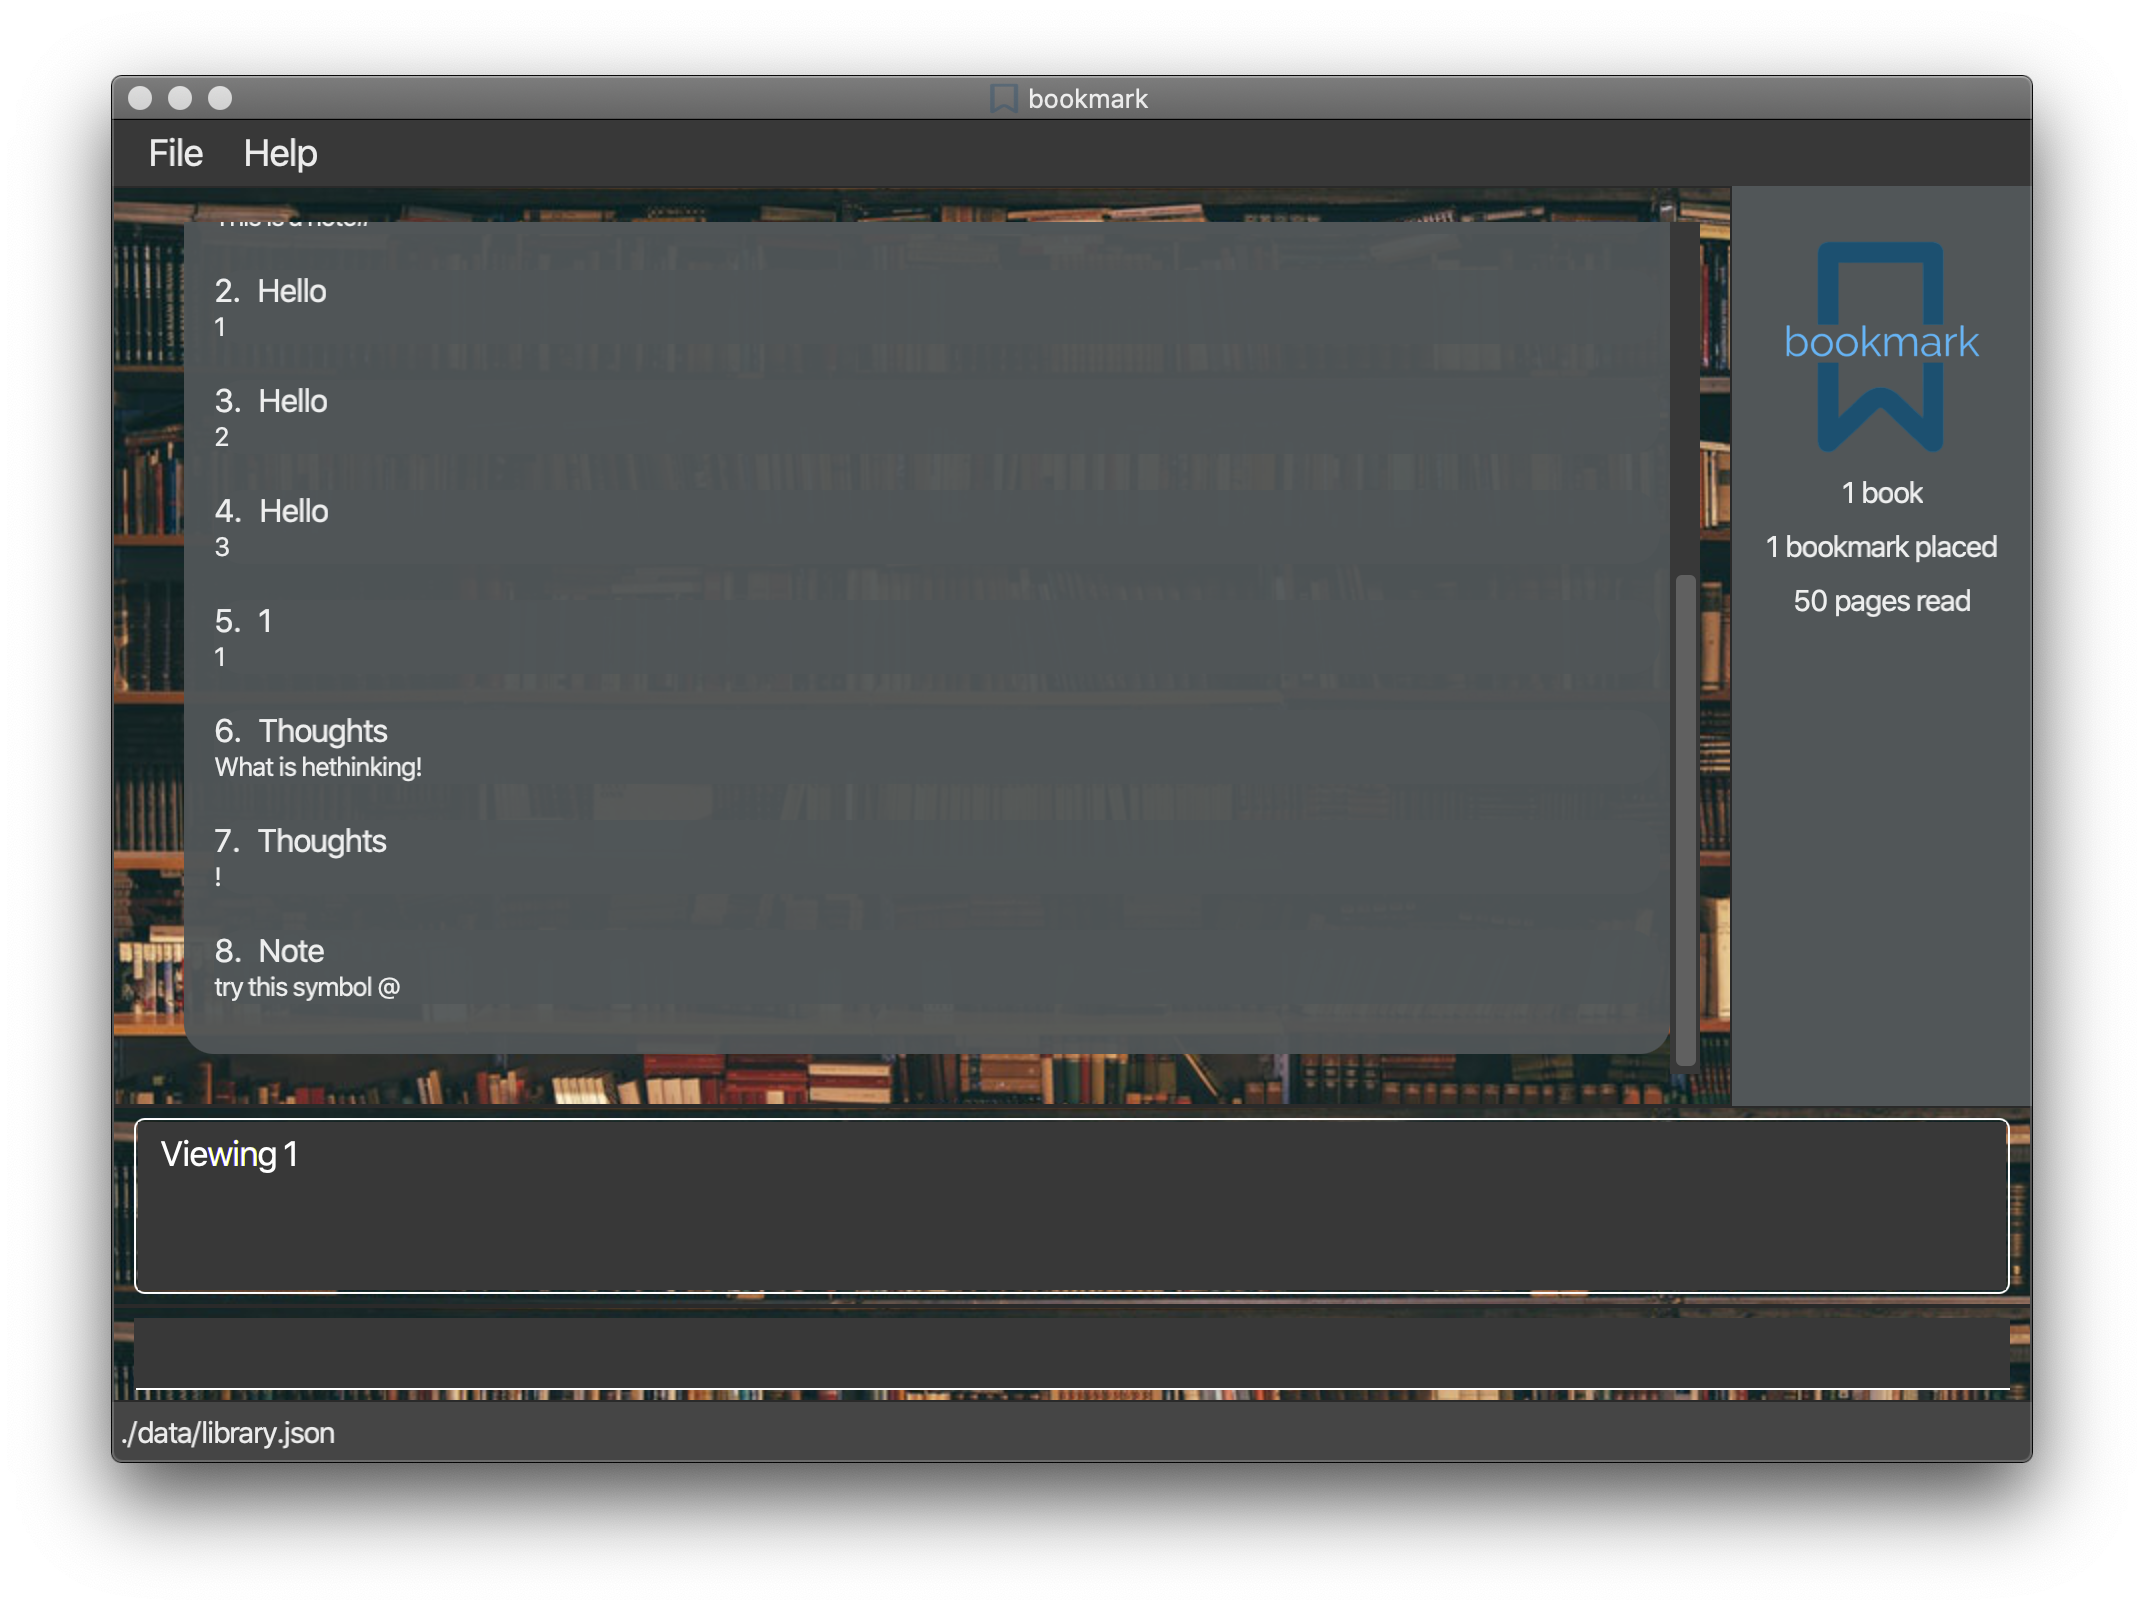 bookmark
File Help
2. Hello
1
3. Hello
2
4. Hello
3
5. 1
1
6. Thoughts
What is hethinking!
7. Thoughts
!
8. Note
try this symbol @
bookmark
1 book
1 bookmark placed
50 pages read
Viewing 1
./data/library.json